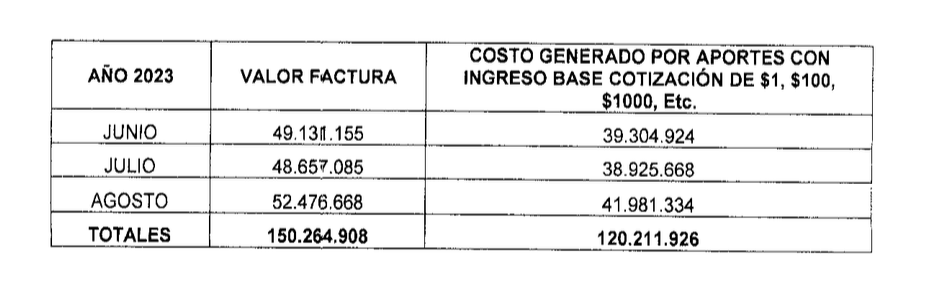 AÑO 2023 VALOR FACTURA COSTO GENERADO POR APORTES CON
INGRESO BASE COTIZACIÓN DE $1, $100,
$1000, Etc.
JUNIO 49.131.155 39.304.924
JULIO 48.657.085 38.925.668
AGOSTO 52.476.668 41.981.334
TOTALES 150.264.908 120.211.926